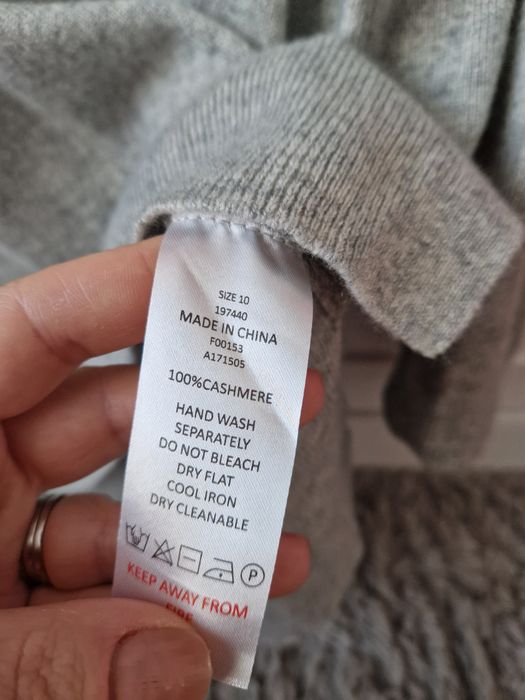 SIZE 10
197440
MADE IN CHINA
F00153
A171505
100%CASHMERE
HAND WASH
SEPARATELY
DO NOT BLEACH
DRY FLAT
COOL IRON
DRY CLEANABLE
P
KEEP AWAY FROM
FIRE